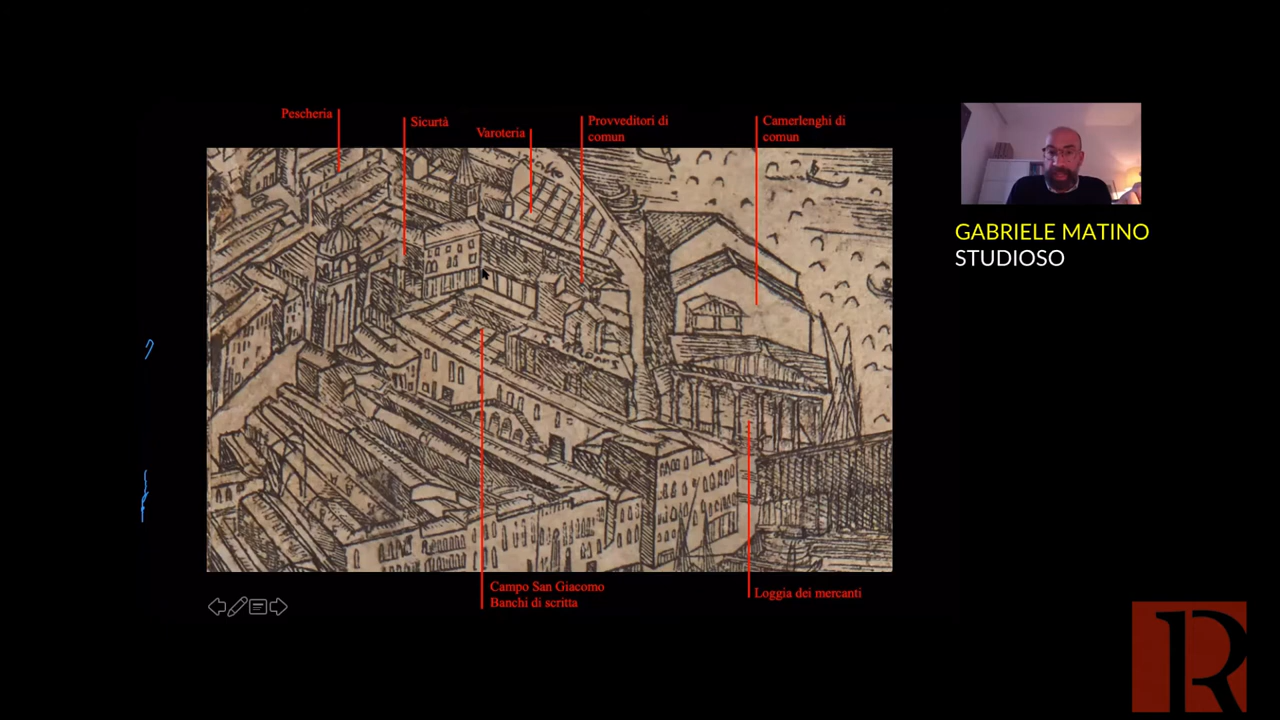 Pescheria
Sicurtà
Varoteria
Provveditori di
comun
Camerlenghi di
comun
GABRIELE MATINO
STUDIOSO
Campo San Giacomo
Banchi di scritta
Loggia dei mercanti
R